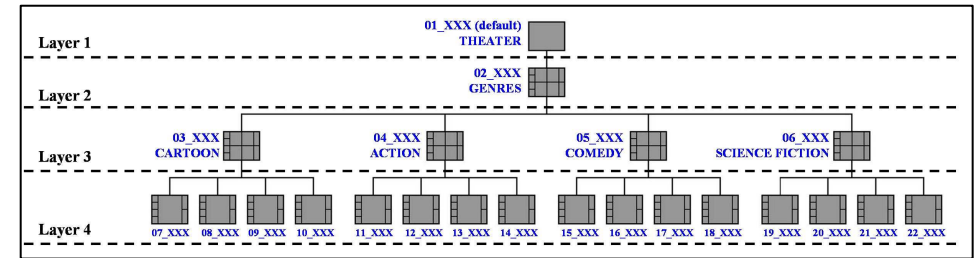 01_XXX (default)
Layer 1
THEATER
02_XXX
Layer 2
GENRES
03_XXX
04_XXX
05_XXX
06_XXX
Layer 3
CARTOON
ACTION
COMEDY
SCIENCE FICTION
Layer 4
07_XXX
08_XXX
09_XXX
10_XXX
11_XXX
12_XXX
13_XXX
14_XXX
15_XXX
16_XXX
17_XXX
18_XXX
19_XXX
20_XXX
21_XXX
22_XXX